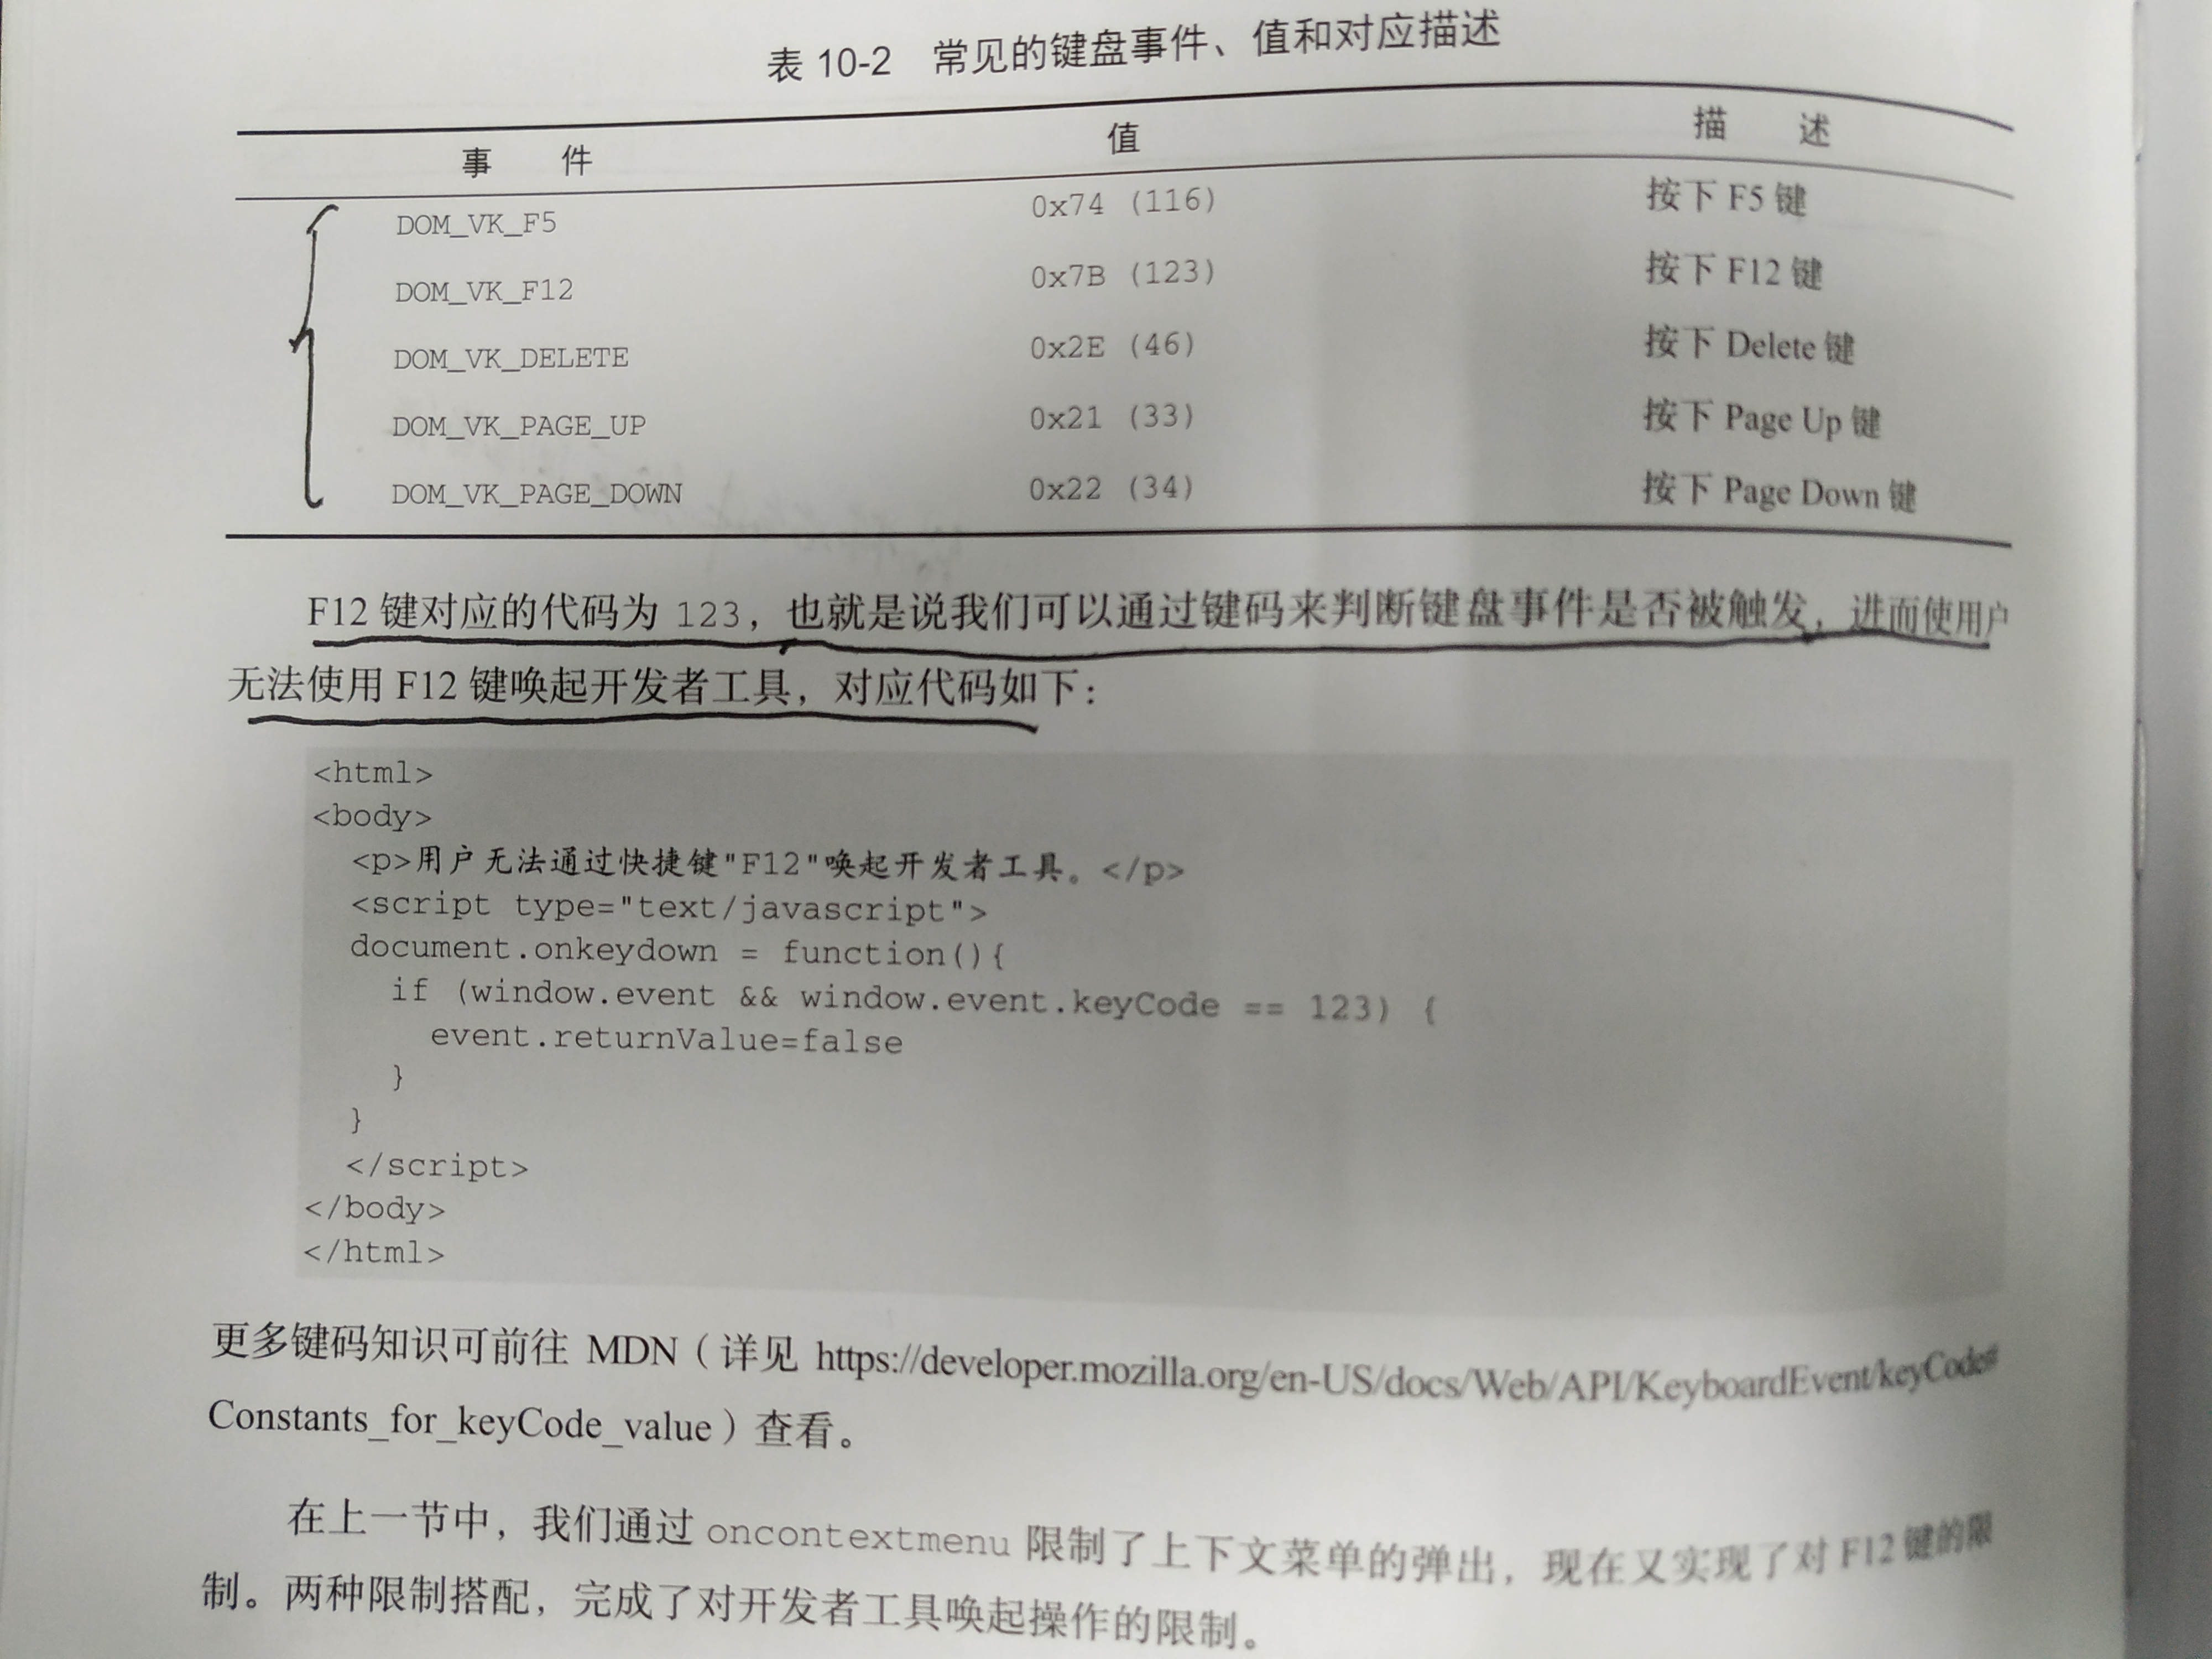 表 10-2 常见的键盘事件、值和对应描述
事 件 值 描 述
DOM_VK_F5 0x74 (116) 按下 F5 键
DOM_VK_F12 0x7B (123) 按下 F12 键
DOM_VK_DELETE 0x2E (46) 按下 Delete 键
DOM_VK_PAGE_UP 0x21 (33) 按下 Page Up 键
DOM_VK_PAGE_DOWN 0x22 (34) 按下 Page Down 键
F12 键对应的代码为 123，也就是说我们可以通过键码来判断键盘事件是否被触发，进而使用户
无法使用 F12 键唤起开发者工具，对应代码如下：
<html>
<body>
<p>用户无法通过快捷键"F12"唤起开发者工具。</p>
<script type="text/javascript">
document.onkeydown = function(){
if (window.event && window.event.keyCode == 123) {
event.returnValue=false
}
}
</script>
</body>
</html>
更多键码知识可前往 MDN（详见 https://developer.mozilla.org/en-US/docs/Web/API/KeyboardEvent/keyCode#
Constants_for_keyCode_value）查看。
在上一节中，我们通过 oncontextmenu 限制了上下文菜单的弹出，现在又实现了对 F12 键的限
制。两种限制搭配，完成了对开发者工具唤起操作的限制。